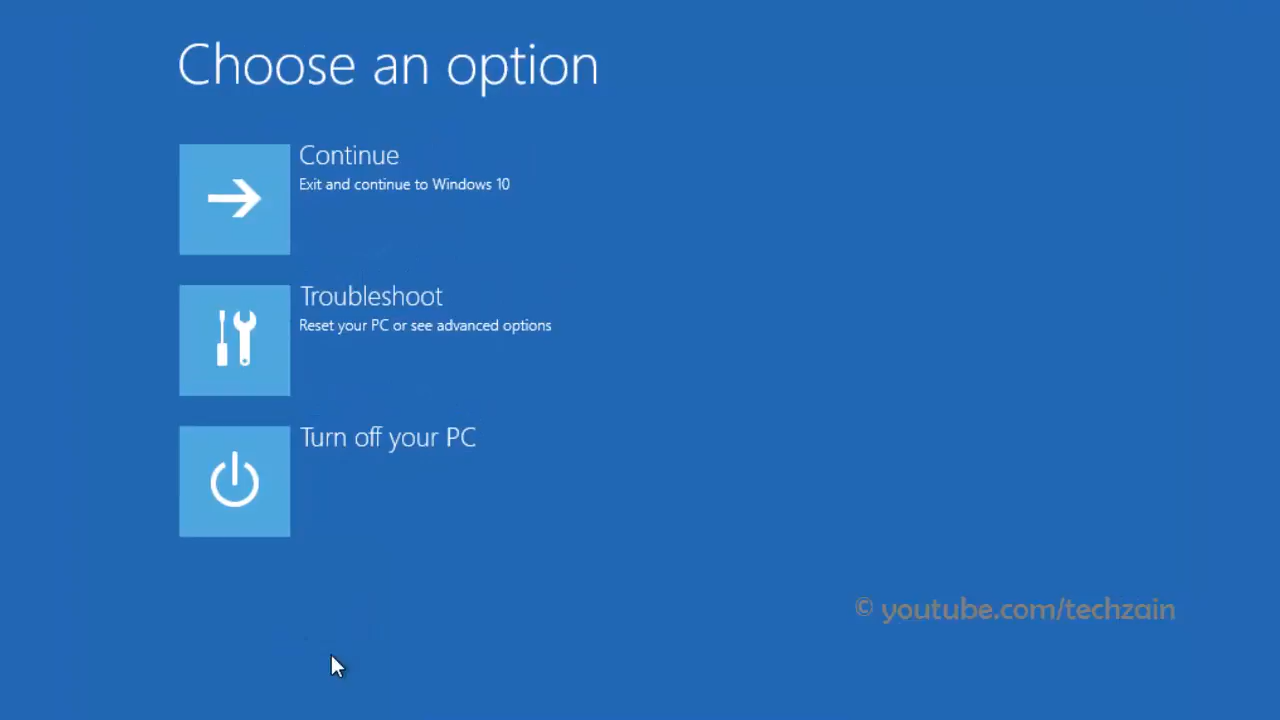 Choose an option
Continue
Exit and continue to Windows 10
Troubleshoot
Reset your PC or see advanced options
Turn off your PC
© youtube.com/techzain